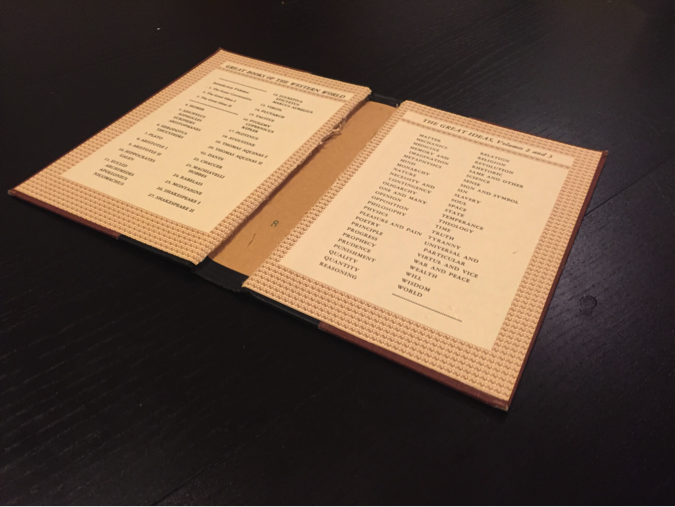 GREAT BOOKS OF THE WESTERN WORLD
Introductory Volumes:
1. The Great Conversation
2. The Great Ideas I
3. The Great Ideas II
4. HOMER
5. AESCHYLUS
SOPHOCLES
EURIPIDES
ARISTOPHANES
6. HERODOTUS
THUCYDIDES
7. PLATO
8. ARISTOTLE I
9. ARISTOTLE II
10. HIPPOCRATES
GALEN
11. EUCLID
ARCHIMEDES
APOLLONIUS
NICOMACHUS
12. LUCRETIUS
EPICTETUS
MARCUS AURELIUS
13. VIRGIL
14. PLUTARCH
15. TACITUS
16. PTOLEMY
COPERNICUS
KEPLER
17. PLOTINUS
18. AUGUSTINE
19. THOMAS AQUINAS I
20. THOMAS AQUINAS II
21. DANTE
22. CHAUCER
23. MACHIAVELLI
HOBBES
24. RABELAIS
25. MONTAIGNE
26. SHAKESPEARE I
27. SHAKESPEARE II
THE GREAT IDEAS, Volumes 2 and 3
MATTER
MECHANICS
MEDICINE
MEMORY AND
IMAGINATION
METAPHYSICS
MIND
MONARCHY
NATURE
NECESSITY AND
CONTINGENCY
OLIGARCHY
ONE AND MANY
OPINION
OPPOSITION
PHILOSOPHY
PHYSICS
PLEASURE AND PAIN
POETRY
PRINCIPLE
PROGRESS
PROPHECY
PRUDENCE
PUNISHMENT
QUALITY
QUANTITY
REASONING
RELATION
RELIGION
REVOLUTION
RHETORIC
SAME AND OTHER
SCIENCE
SENSE
SIGN AND SYMBOL
SIN
SLAVERY
SOUL
SPACE
STATE
TEMPERANCE
THEOLOGY
TIME
TRUTH
TYRANNY
UNIVERSAL AND
PARTICULAR
VIRTUE AND VICE
WAR AND PEACE
WEALTH
WILL
WISDOM
WORLD